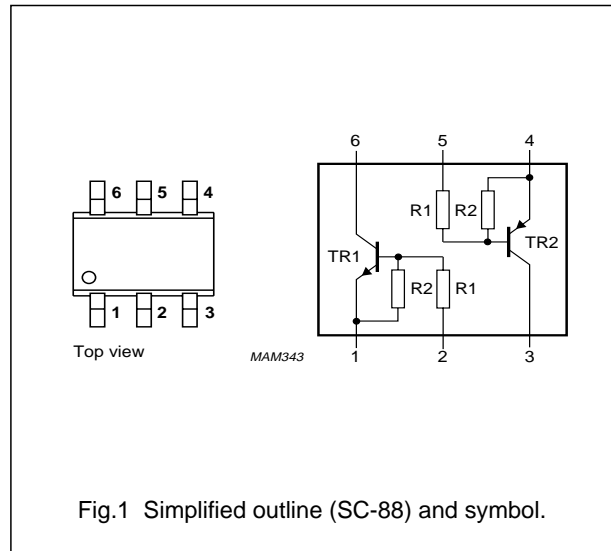 6 5 4
1 2 3
Top view
MAM343
6 5 4
R1 R2
TR2
TR1
R2 R1
1 2 3
Fig.1 Simplified outline (SC-88) and symbol.